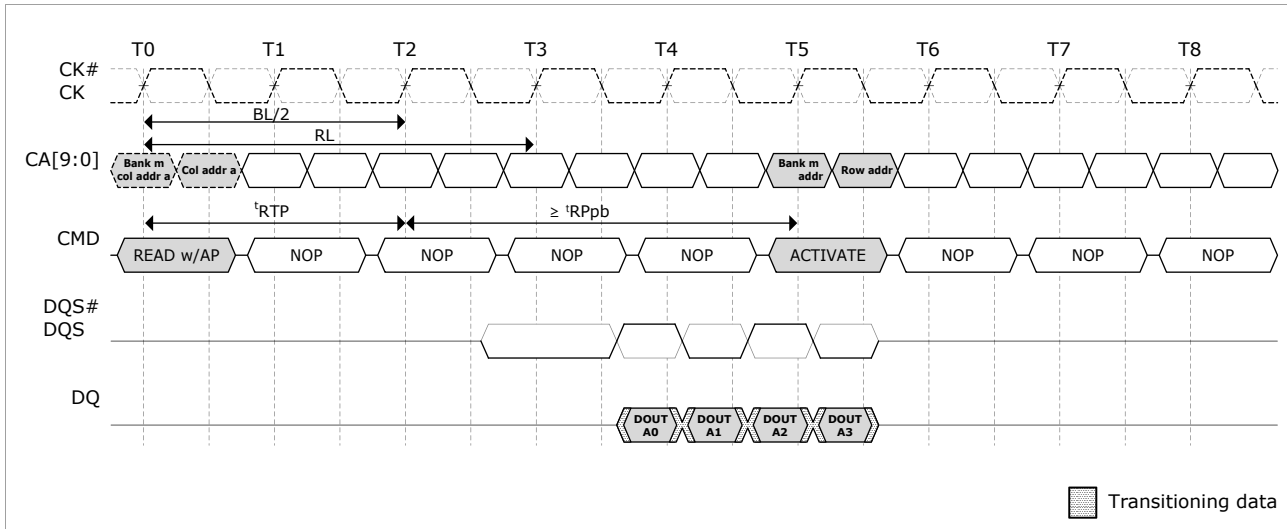 T0 T1 T2 T3 T4 T5 T6 T7 T8
CK#
CK
BL/2
RL
CA[9:0]
Bank m
col addr a
Col addr a
Bank m
addr
Row addr
tRTP
≥ tRPpb
CMD
READ w/AP NOP NOP NOP NOP ACTIVATE NOP NOP NOP
DQS#
DQS
DQ
DOUT
A0
DOUT
A1
DOUT
A2
DOUT
A3
Transitioning data